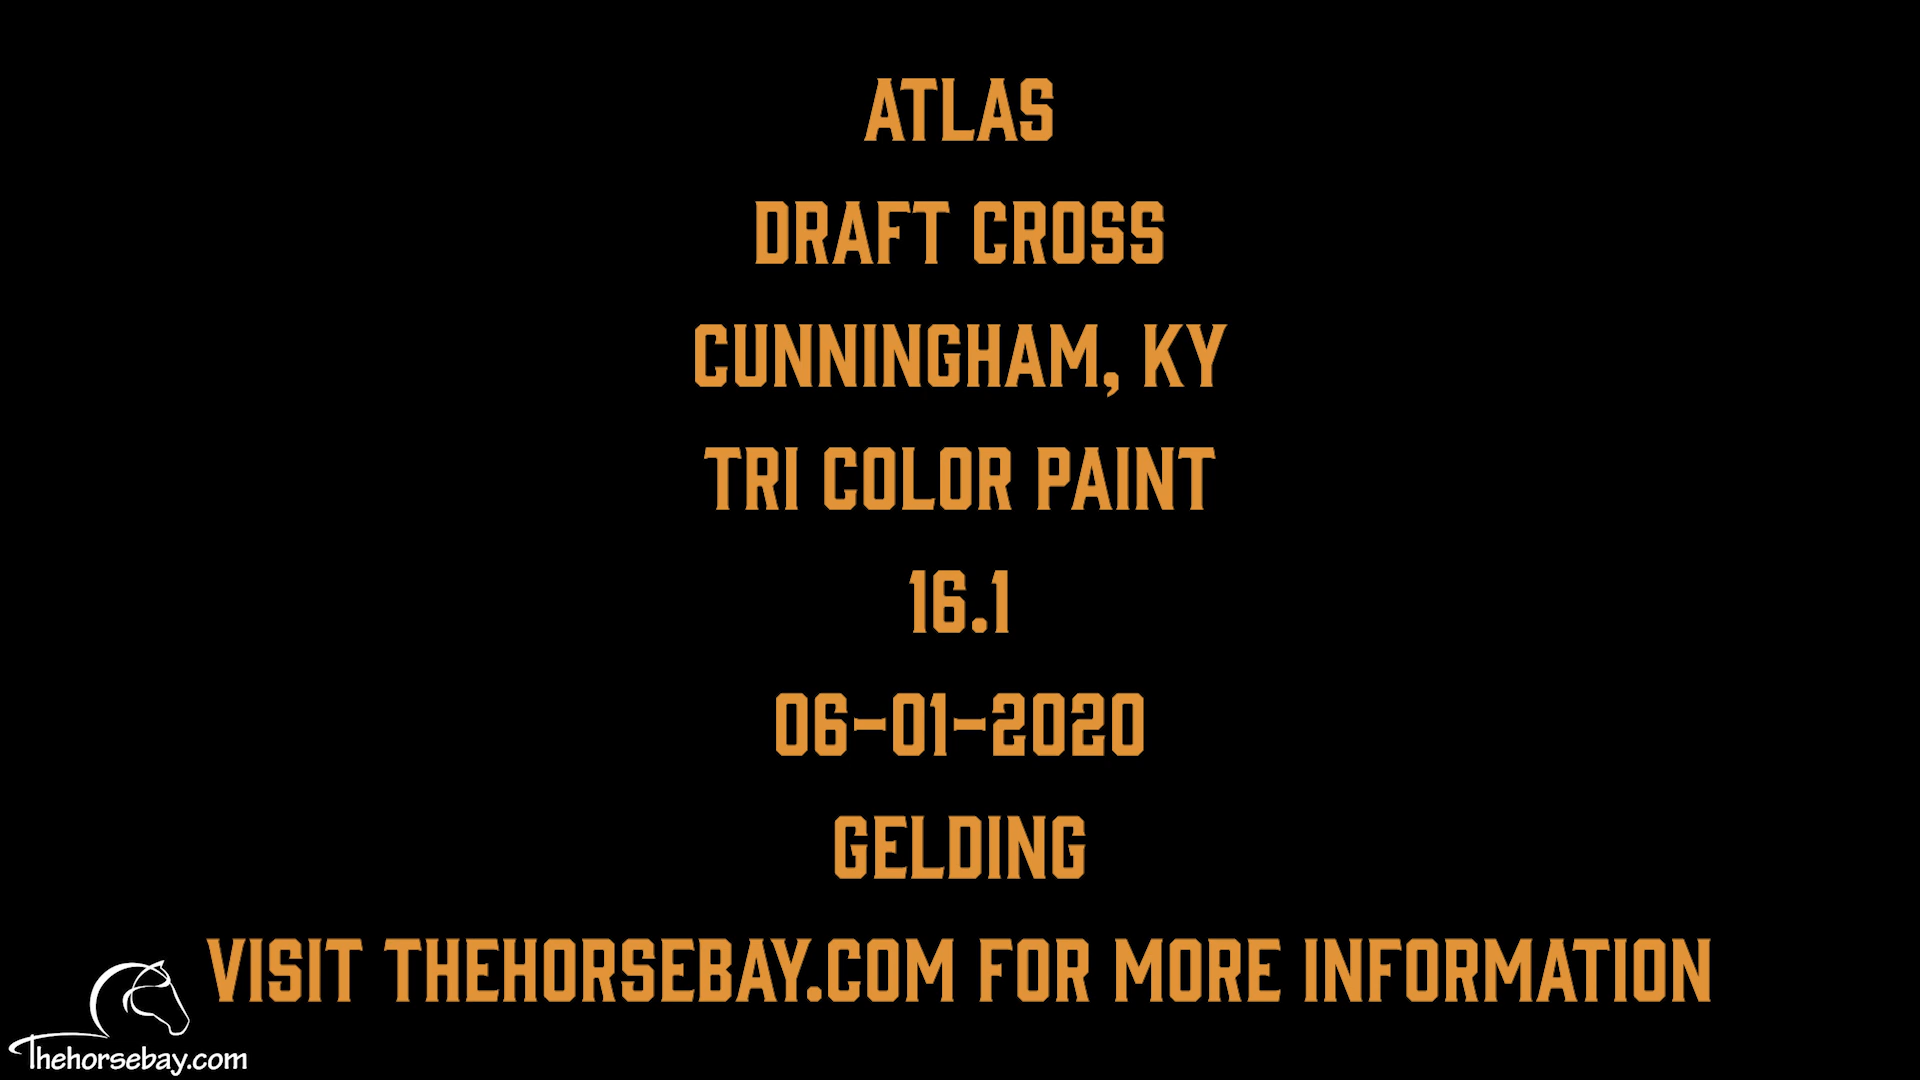 ATLAS
DRAFT CROSS
CUNNINGHAM, KY
TRI COLOR PAINT
16.1
06-01-2020
GELDING
VISIT THEHORSEBAY.COM FOR MORE INFORMATION
Thehorsebay.com